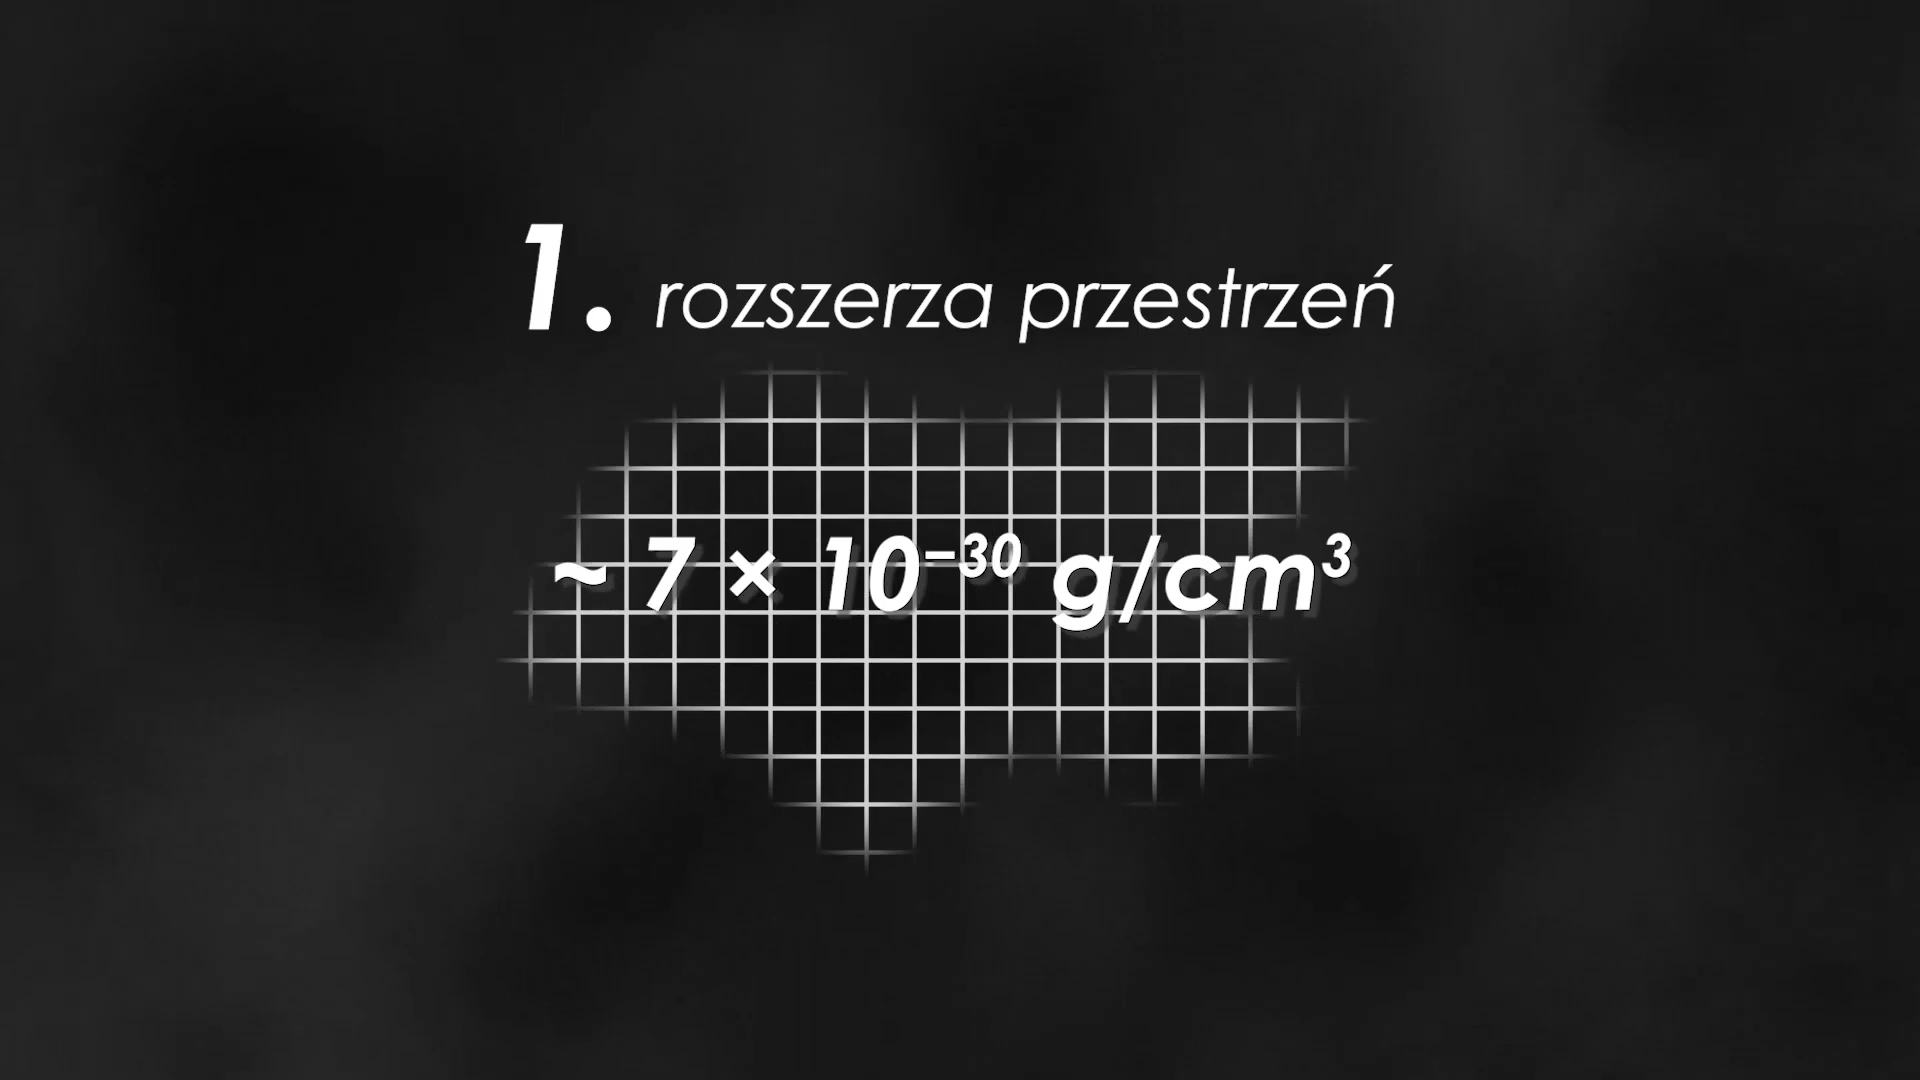 1. rozszerza przestrzeń
~ 7 × 10⁻³⁰ g/cm³